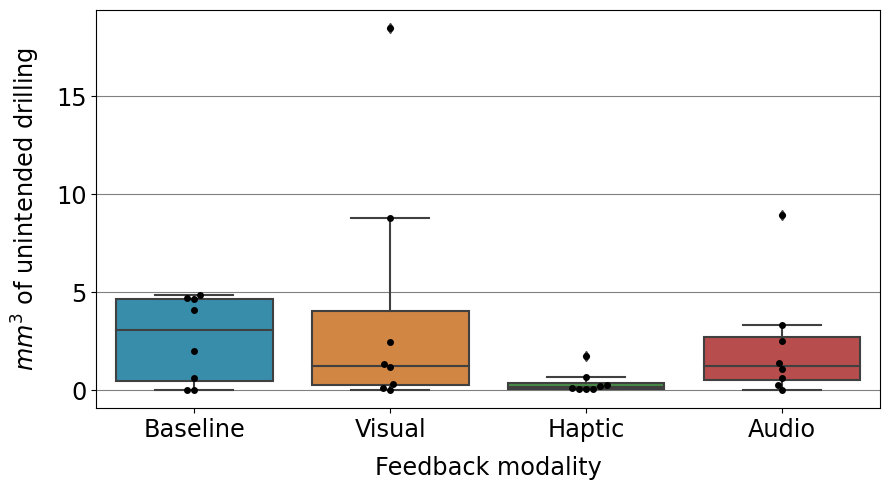 mm³ of unintended drilling
15
10
5
0
Baseline Visual Haptic Audio
Feedback modality